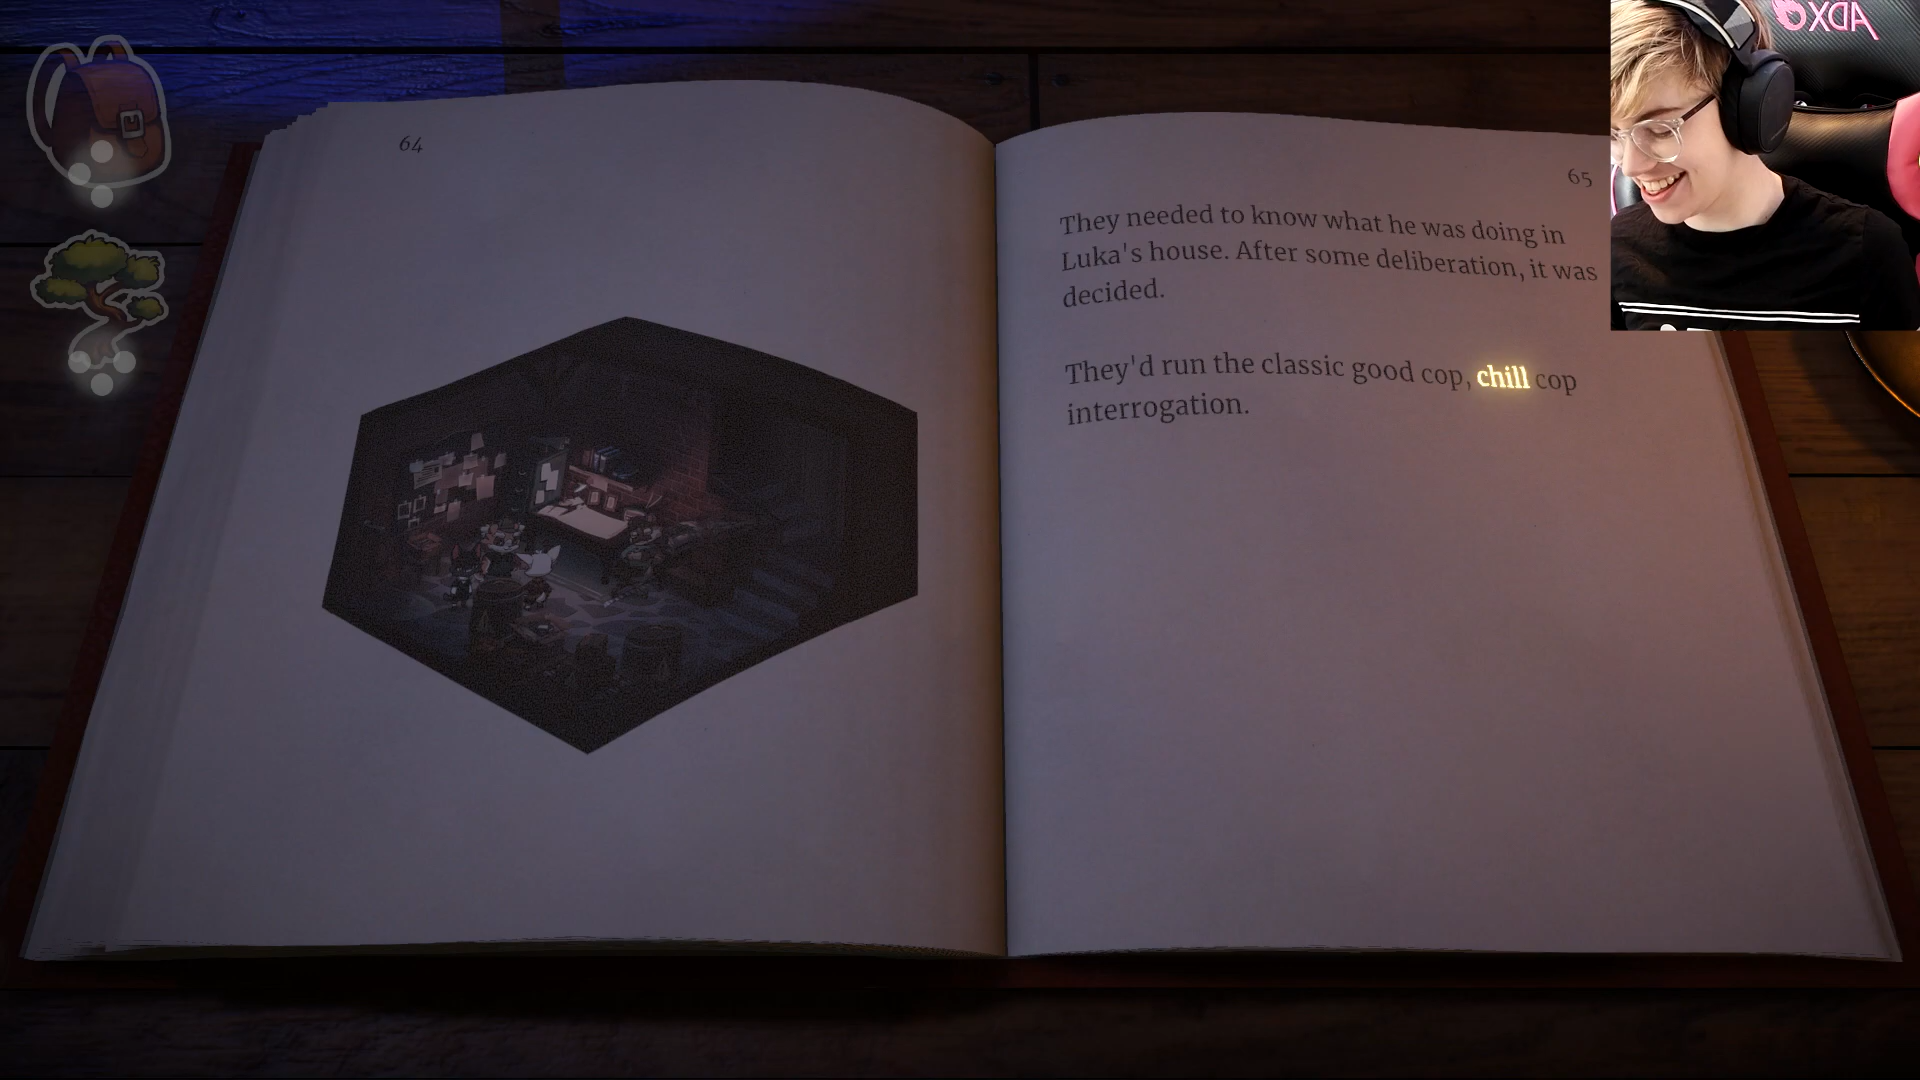 64
65
They needed to know what he was doing in
Luka's house. After some deliberation, it was
decided.
They'd run the classic good cop, chill cop
interrogation.
ADX